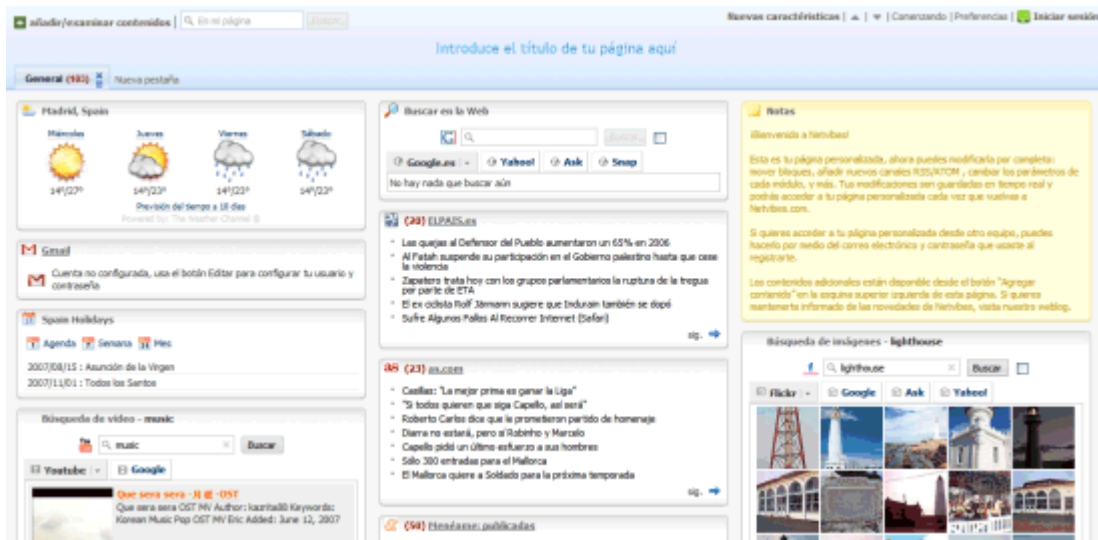 añadir/examinar contenidos | En mi página Buscar...
Nuevas características | ▲ | ▼ | Comenzando | Preferencias | Iniciar sesión
Introduce el título de tu página aquí
General (103) Nueva pestaña
Madrid, Spain
Miércoles Jueves Viernes Sábado
14º/27º 14º/23º 14º/23º 14º/23º
Previsión del tiempo a 10 días
Powered by: The Weather Channel ®
Gmail
Cuenta no configurada, usa el botón Editar para configurar tu usuario y
contraseña
Spain Holidays
Agenda Semana Mes
2007/08/15 : Asunción de la Virgen
2007/11/01 : Todos los Santos
Búsqueda de vídeo - music
music Buscar
Youtube Google
Que sera sera - -OST
Que sera sera OST MV Author: Keywords:
Korean Music Pop OST MV Eric Added: June 12, 2007
Buscar en la Web
Buscar...
Google.es Yahoo! Ask Snap
No hay nada que buscar aún
(20) ELPAIS.es
Las quejas al Defensor del Pueblo aumentaron un 65% en 2006
Al Fatah suspende su participación en el Gobierno palestino hasta que cese
la violencia
Zapatero trata hoy con los grupos parlamentarios la ruptura de la tregua
por parte de ETA
El ex ciclista Rolf Järmann sugiere que Indurain también se dopó
Sufre Algunos Fallos Al Recorrer Internet (Safari)
sig.
as (23) as.com
Casillas: "La mejor prima es ganar la Liga"
"Si todos quieren que siga Capello, así será"
Roberto Carlos dice que le prometieron partido de homenaje
Diarra no estará, pero sí Robinho y Marcelo
Capello pidió un último esfuerzo a sus hombres
Sólo 300 entradas para el Mallorca
El Mallorca quiere a Soldado para la próxima temporada
sig.
(50) Menéame: publicadas
Notas
¡Bienvenido a Netvibes!
Esta es tu página personalizada, ahora puedes modificarla por completo:
mover bloques, añadir nuevos canales RSS/ATOM , cambiar los parámetros de
cada módulo, y más. Tus modificaciones son guardadas en tiempo real y
podrás acceder a tu página personalizada cada vez que vuelvas a
Netvibes.com.
Si quieres acceder a tu página personalizada desde otro equipo, puedes
hacerlo por medio del correo electrónico y contraseña que usaste al
registrarte.
Los contenidos adicionales están disponible desde el botón "Agregar
contenido" en la esquina superior izquierda de esta página. Si quieres
mantenerte informado de las novedades de Netvibes, visita nuestro weblog.
Búsqueda de imágenes - lighthouse
lighthouse Buscar
Flickr Google Ask Yahoo!